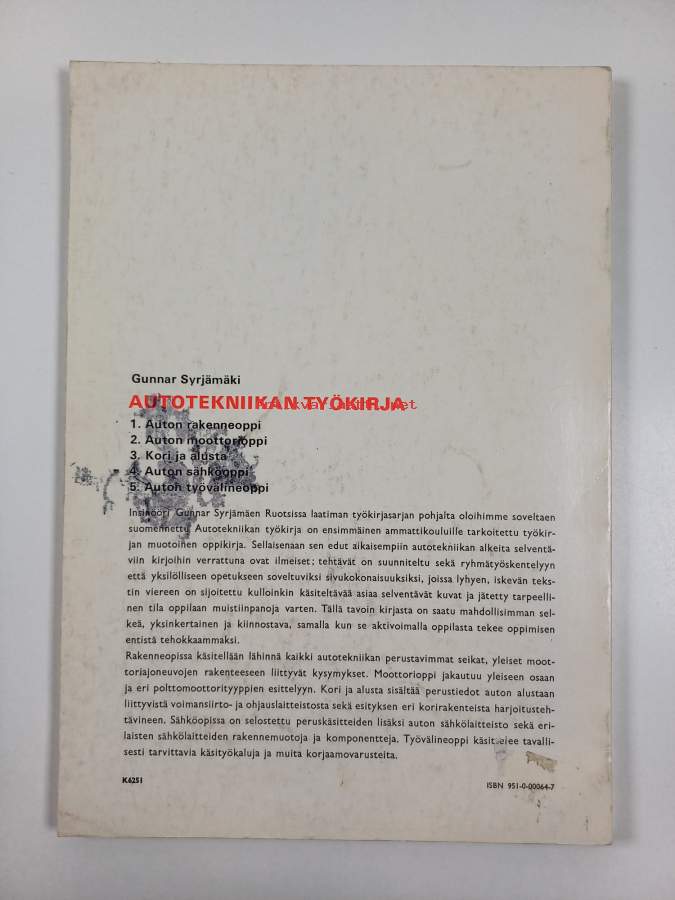 Gunnar Syrjämäki
AUTOTEKNIIKAN TYÖKIRJA
1. Auton rakenneoppi
2. Auton moottorioppi
3. Kori ja alusta
4. Auton sähköoppi
5. Auton työvälineoppi
Insinööri Gunnar Syrjämäen Ruotsissa laatiman työkirjasarjan pohjalta oloihimme soveltaen
suomennettu Autotekniikan työkirja on ensimmäinen ammattikouluille tarkoitettu työkir-
jan muotoinen oppikirja. Sellaisenaan sen edut aikaisempiin autotekniikan alkeita selventä-
viin kirjoihin verrattuna ovat ilmeiset; tehtävät on suunniteltu sekä ryhmätyöskentelyyn
että yksilölliseen opetukseen soveltuviksi sivukokonaisuuksiksi, joissa lyhyen, iskevän teks-
tin viereen on sijoitettu kulloinkin käsiteltävää asiaa selventävät kuvat ja jätetty tarpeelli-
nen tila oppilaan muistiinpanoja varten. Tällä tavoin kirjasta on saatu mahdollisimman sel-
keä, yksinkertainen ja kiinnostava, samalla kun se aktivoimalla oppilasta tekee oppimisen
entistä tehokkaammaksi.
Rakenneopissa käsitellään lähinnä kaikki autotekniikan perustavimmat seikat, yleiset moot-
toriajoneuvojen rakenteeseen liittyvät kysymykset. Moottorioppi jakautuu yleiseen osaan
ja eri polttomoottorityyppien esittelyyn. Kori ja alusta sisältää perustiedot auton alustaan
liittyvistä voimansiirto- ja ohjauslaitteistosta sekä esityksen eri korirakenteista harjoitusteh-
tävineen. Sähköopissa on selostettu peruskäsitteiden lisäksi auton sähkölaitteisto sekä eri-
laisten sähkölaitteiden rakennemuotoja ja komponentteja. Työvälineoppi käsittelee tavalli-
sesti tarvittavia käsityökaluja ja muita korjaamovarusteita.
K6251
ISBN 951-0-00064-7